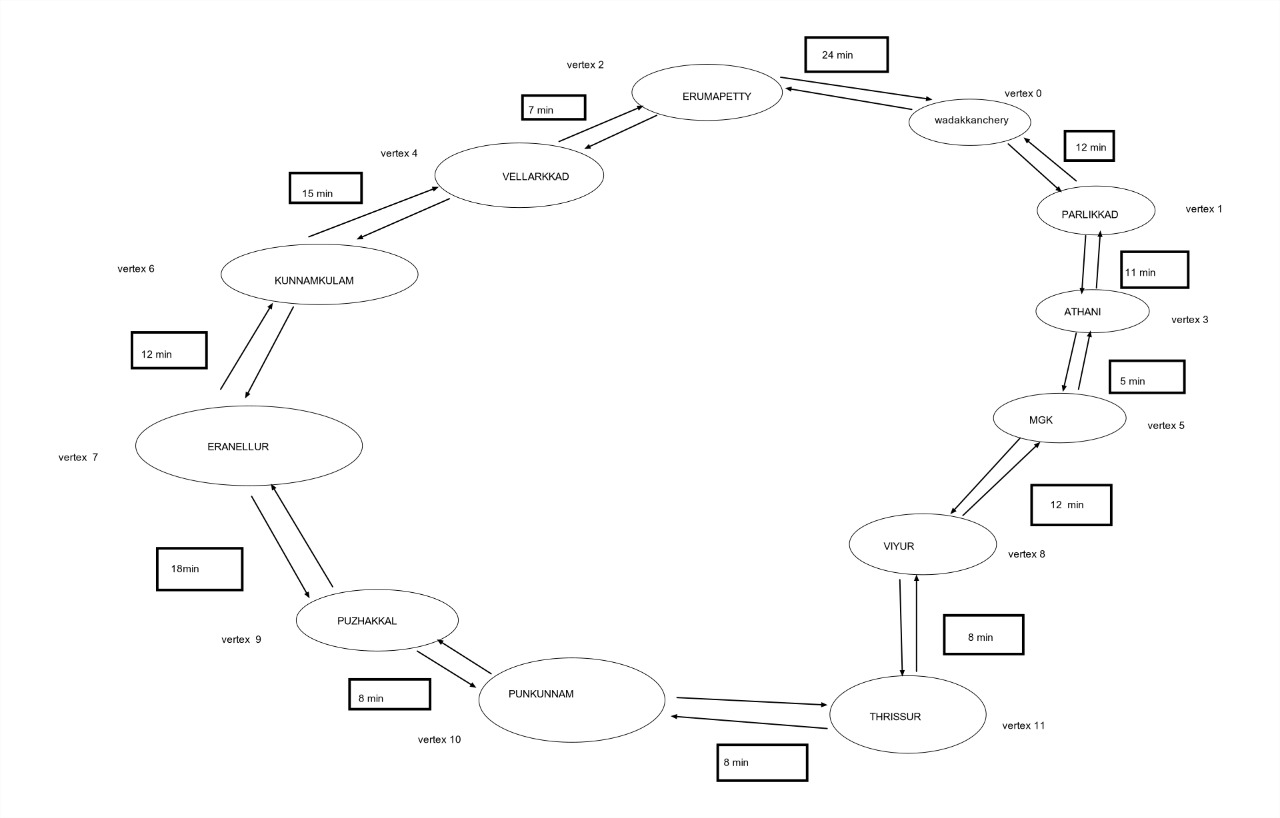 24 min
vertex 2
ERUMAPETTY
vertex 0
7 min
wadakkanchery
12 min
vertex 4
VELLARKKAD
15 min
PARLIKKAD
vertex 1
vertex 6
KUNNAMKULAM
11 min
ATHANI
vertex 3
12 min
5 min
MGK
vertex 5
ERANELLUR
vertex 7
12 min
VIYUR
vertex 8
18min
PUZHAKKAL
vertex 9
8 min
8 min
PUNKUNNAM
THRISSUR
vertex 11
vertex 10
8 min